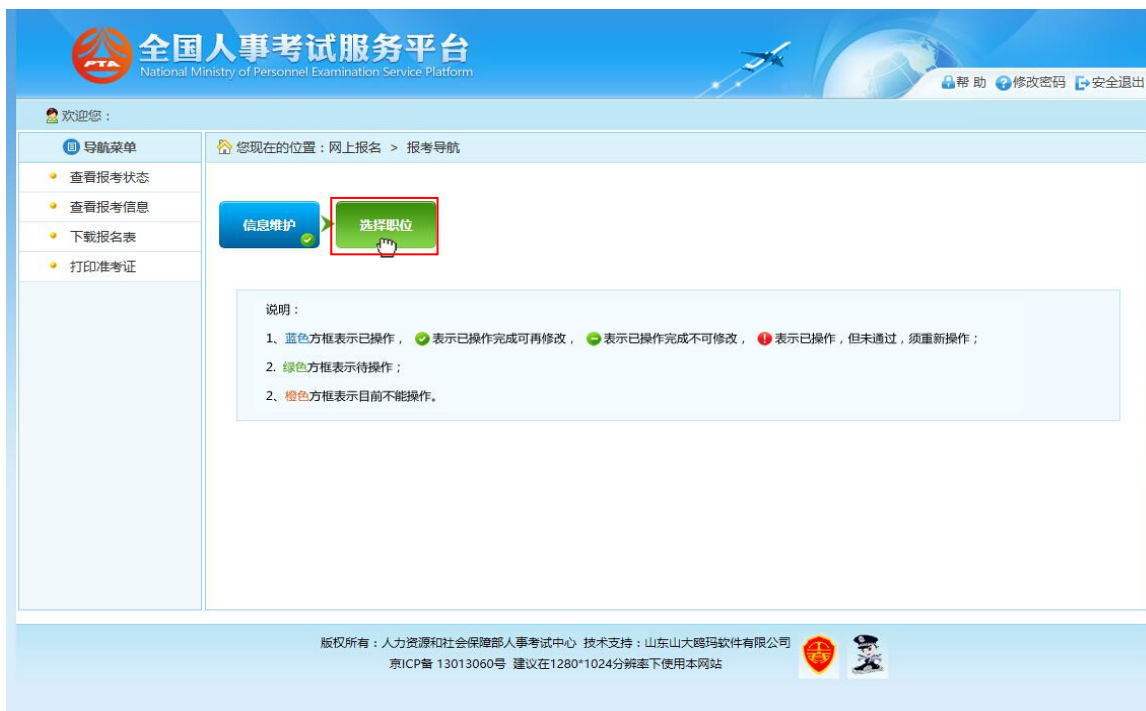 PTA
全国人事考试服务平台
National Ministry of Personnel Examination Service Platform
帮 助 修改密码 安全退出
欢迎您：
导航菜单
您现在的位置：网上报名 > 报考导航
查看报考状态
查看报考信息
下载报名表
打印准考证
信息维护
选择职位
说明：
1、蓝色方框表示已操作， 表示已操作完成可再修改， 表示已操作完成不可修改， 表示已操作，但未通过，须重新操作；
2. 绿色方框表示待操作；
2、橙色方框表示目前不能操作。
版权所有：人力资源和社会保障部人事考试中心 技术支持：山东山大鸥玛软件有限公司
京ICP备 13013060号 建议在1280*1024分辨率下使用本网站